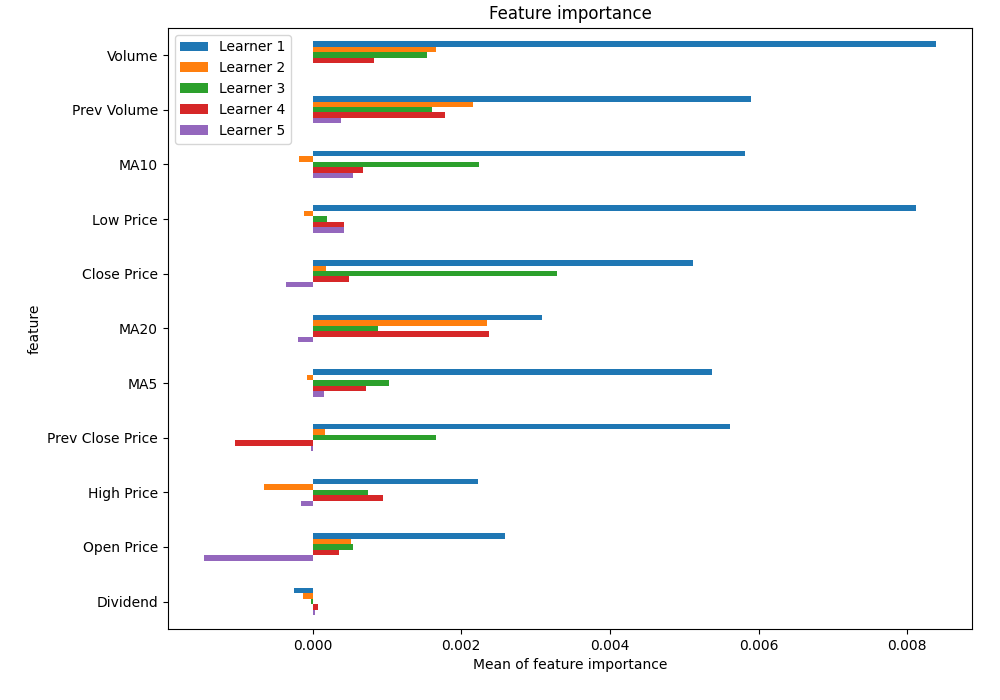 Feature importance
Learner 1
Learner 2
Learner 3
Learner 4
Learner 5
Volume
Prev Volume
MA10
Low Price
Close Price
MA20
MA5
Prev Close Price
High Price
Open Price
Dividend
feature
0.000 0.002 0.004 0.006 0.008
Mean of feature importance